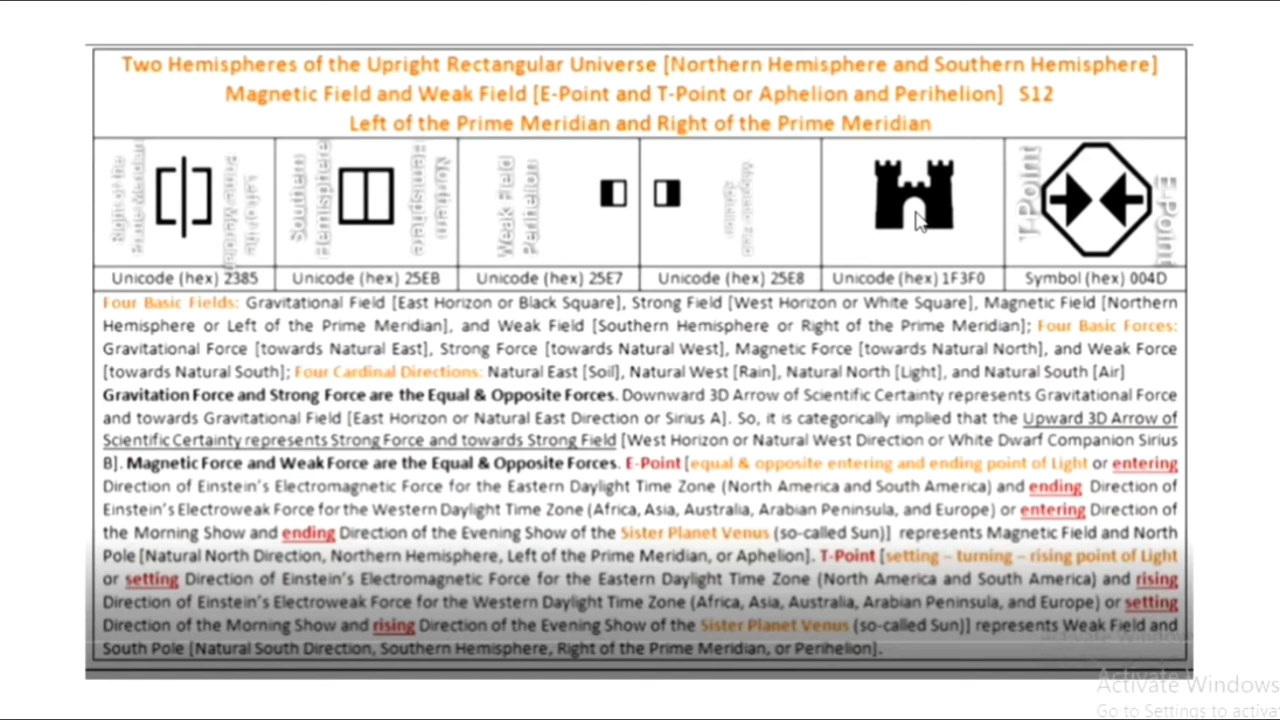 Two Hemispheres of the Upright Rectangular Universe [Northern Hemisphere and Southern Hemisphere]
Magnetic Field and Weak Field [E-Point and T-Point or Aphelion and Perihelion]   S12
Left of the Prime Meridian and Right of the Prime Meridian
Right of the
Prime Meridian
Left of the
Prime Meridian
Southern
Hemisphere
Northern
Hemisphere
Weak Field
Perihelion
T-Point
E-Point
Unicode (hex) 2385
Unicode (hex) 25EB
Unicode (hex) 25E7
Unicode (hex) 25E8
Unicode (hex) 1F3F0
Symbol (hex) 004D
Four Basic Fields: Gravitational Field [East Horizon or Black Square], Strong Field [West Horizon or White Square], Magnetic Field [Northern
Hemisphere or Left of the Prime Meridian], and Weak Field [Southern Hemisphere or Right of the Prime Meridian]; Four Basic Forces:
Gravitational Force [towards Natural East], Strong Force [towards Natural West], Magnetic Force [towards Natural North], and Weak Force
[towards Natural South]; Four Cardinal Directions: Natural East [Soil], Natural West [Rain], Natural North [Light], and Natural South [Air]
Gravitation Force and Strong Force are the Equal & Opposite Forces. Downward 3D Arrow of Scientific Certainty represents Gravitational Force
and towards Gravitational Field [East Horizon or Natural East Direction or Sirius A]. So, it is categorically implied that the Upward 3D Arrow of
Scientific Certainty represents Strong Force and towards Strong Field [West Horizon or Natural West Direction or White Dwarf Companion Sirius
B]. Magnetic Force and Weak Force are the Equal & Opposite Forces. E-Point [equal & opposite entering and ending point of Light or entering
Direction of Einstein's Electromagnetic Force for the Eastern Daylight Time Zone (North America and South America) and ending Direction of
Einstein's Electroweak Force for the Western Daylight Time Zone (Africa, Asia, Australia, Arabian Peninsula, and Europe) or entering Direction of
the Morning Show and ending Direction of the Evening Show of the Sister Planet Venus (so-called Sun)] represents Magnetic Field and North
Pole [Natural North Direction, Northern Hemisphere, Left of the Prime Meridian, or Aphelion]. T-Point [setting – turning – rising point of Light
or setting Direction of Einstein's Electromagnetic Force for the Eastern Daylight Time Zone (North America and South America) and rising
Direction of Einstein's Electroweak Force for the Western Daylight Time Zone (Africa, Asia, Australia, Arabian Peninsula, and Europe) or setting
Direction of the Morning Show and rising Direction of the Evening Show of the Sister Planet Venus (so-called Sun)] represents Weak Field and
South Pole [Natural South Direction, Southern Hemisphere, Right of the Prime Meridian, or Perihelion].
Activate Windows
Go to Settings to activa